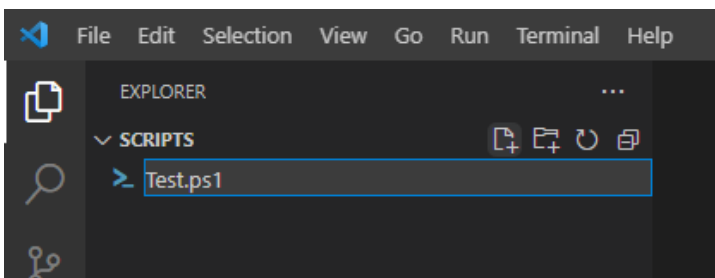 File Edit Selection View Go Run Terminal Help
EXPLORER
SCRIPTS
Test.ps1